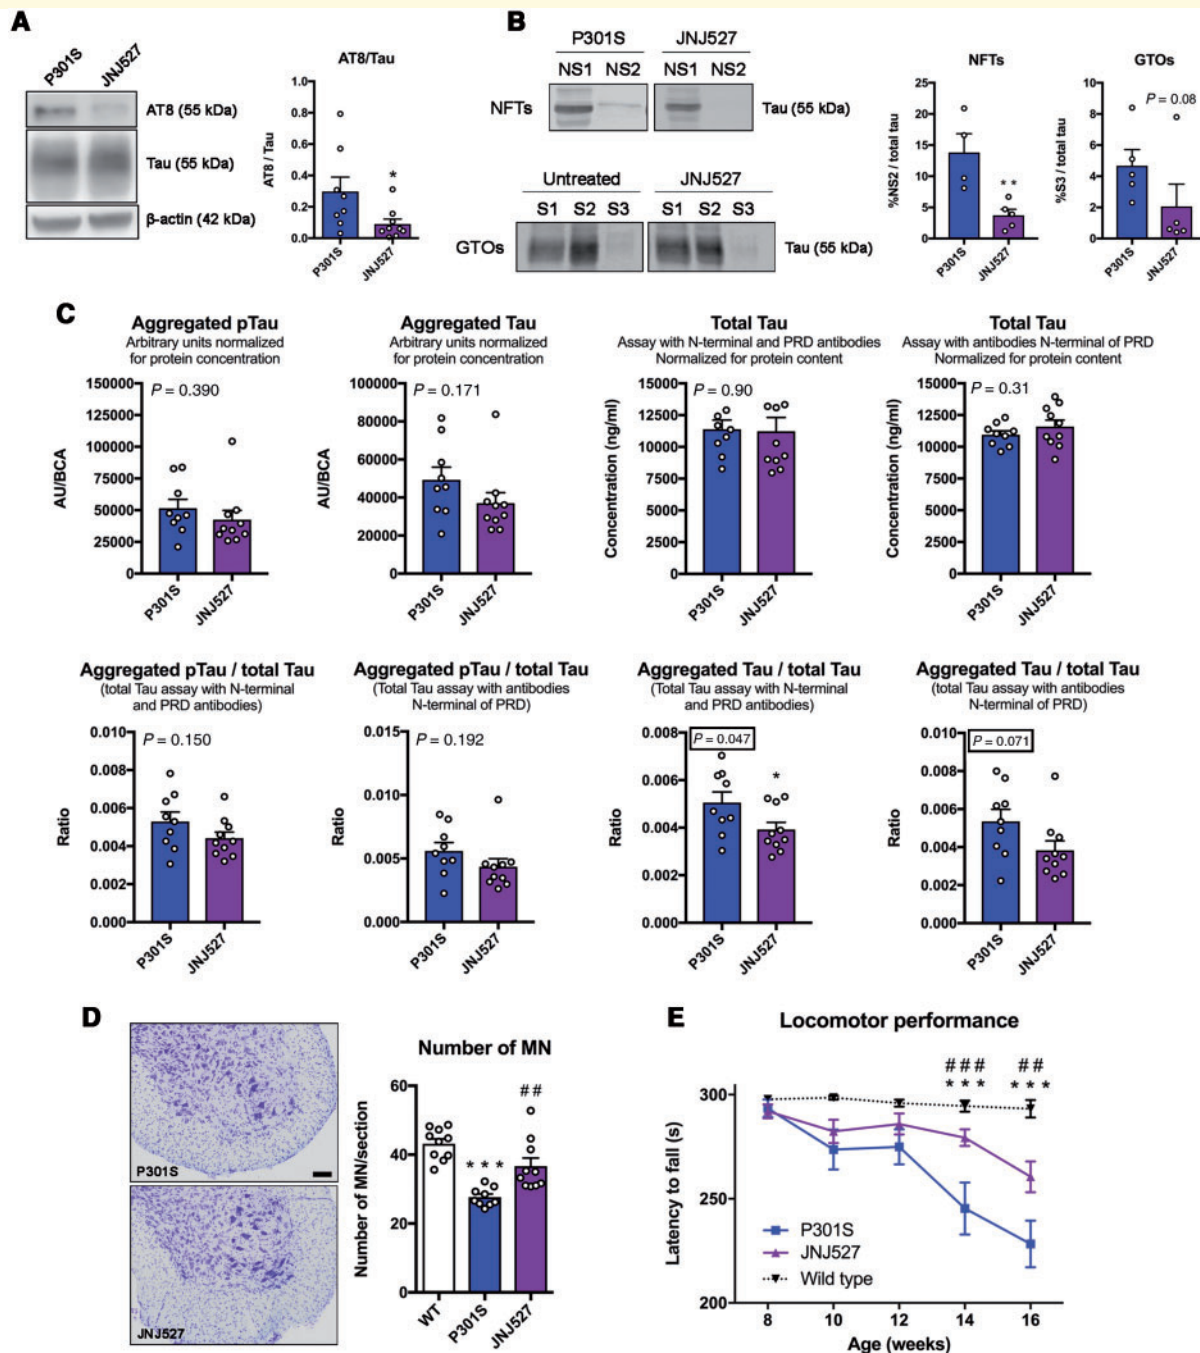 A
P301S
JNJ527
AT8 (55 kDa)
Tau (55 kDa)
β-actin (42 kDa)
AT8/Tau
AT8 / Tau
1.0
0.8
0.6
0.4
0.2
0.0
*
P301S
JNJ527
B
P301S
JNJ527
NS1 NS2
NS1 NS2
NFTs
Tau (55 kDa)
Untreated
JNJ527
S1 S2 S3
S1 S2 S3
GTOs
Tau (55 kDa)
NFTs
%NS2 / total tau
25
20
15
10
5
0
* *
P301S
JNJ527
GTOs
%S3 / total tau
10
8
6
4
2
0
P = 0.08
P301S
JNJ527
C
Aggregated pTau
Arbitrary units normalized
for protein concentration
AU/BCA
150000
125000
100000
75000
50000
25000
0
P = 0.390
P301S
JNJ527
Aggregated Tau
Arbitrary units normalized
for protein concentration
AU/BCA
100000
80000
60000
40000
20000
0
P = 0.171
P301S
JNJ527
Total Tau
Assay with N-terminal and PRD antibodies
Normalized for protein content
Concentration (ng/ml)
15000
12500
10000
7500
5000
2500
0
P = 0.90
P301S
JNJ527
Total Tau
Assay with antibodies N-terminal of PRD
Normalized for protein content
Concentration (ng/ml)
15000
12500
10000
7500
5000
2500
0
P = 0.31
P301S
JNJ527
Aggregated pTau / total Tau
(total Tau assay with N-terminal
and PRD antibodies)
Ratio
0.010
0.008
0.006
0.004
0.002
0.000
P = 0.150
P301S
JNJ527
Aggregated pTau / total Tau
(Total Tau assay with antibodies
N-terminal of PRD)
Ratio
0.015
0.010
0.005
0.000
P = 0.192
P301S
JNJ527
Aggregated Tau / total Tau
(Total Tau assay with N-terminal
and PRD antibodies)
Ratio
0.008
0.006
0.004
0.002
0.000
P = 0.047
*
P301S
JNJ527
Aggregated Tau / total Tau
(total Tau assay with antibodies
N-terminal of PRD)
Ratio
0.010
0.008
0.006
0.004
0.002
0.000
P = 0.071
P301S
JNJ527
D
P301S
JNJ527
Number of MN
Number of MN/section
60
40
20
0
* * *
# #
WT
P301S
JNJ527
E
Locomotor performance
# # #
* * *
# #
* * *
Latency to fall (s)
300
250
200
P301S
JNJ527
Wild type
8 10 12 14 16
Age (weeks)